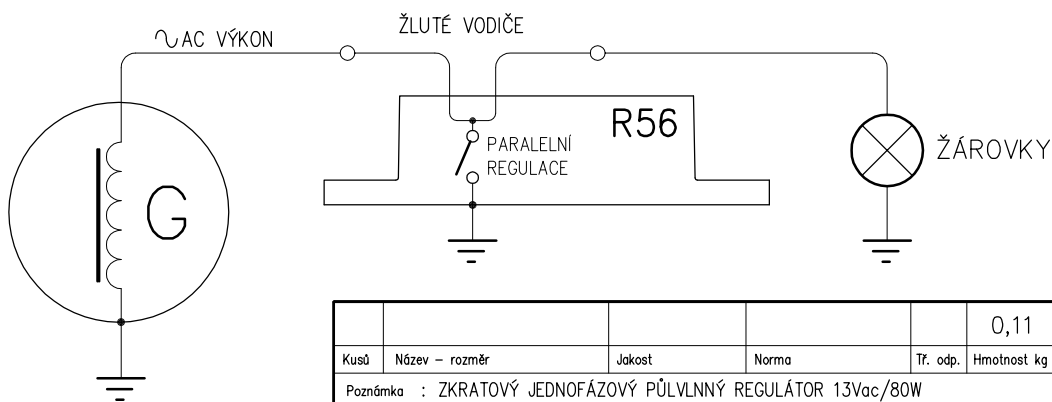 ŽLUTÉ VODIČE
AC VÝKON
R56
PARALELNÍ
REGULACE
ŽÁROVKY
G
0,11
Kusů Název – rozměr Jakost Norma Tř. odp. Hmotnost kg
Poznámka : ZKRATOVÝ JEDNOFÁZOVÝ PŮLVLNNÝ REGULÁTOR 13Vac/80W